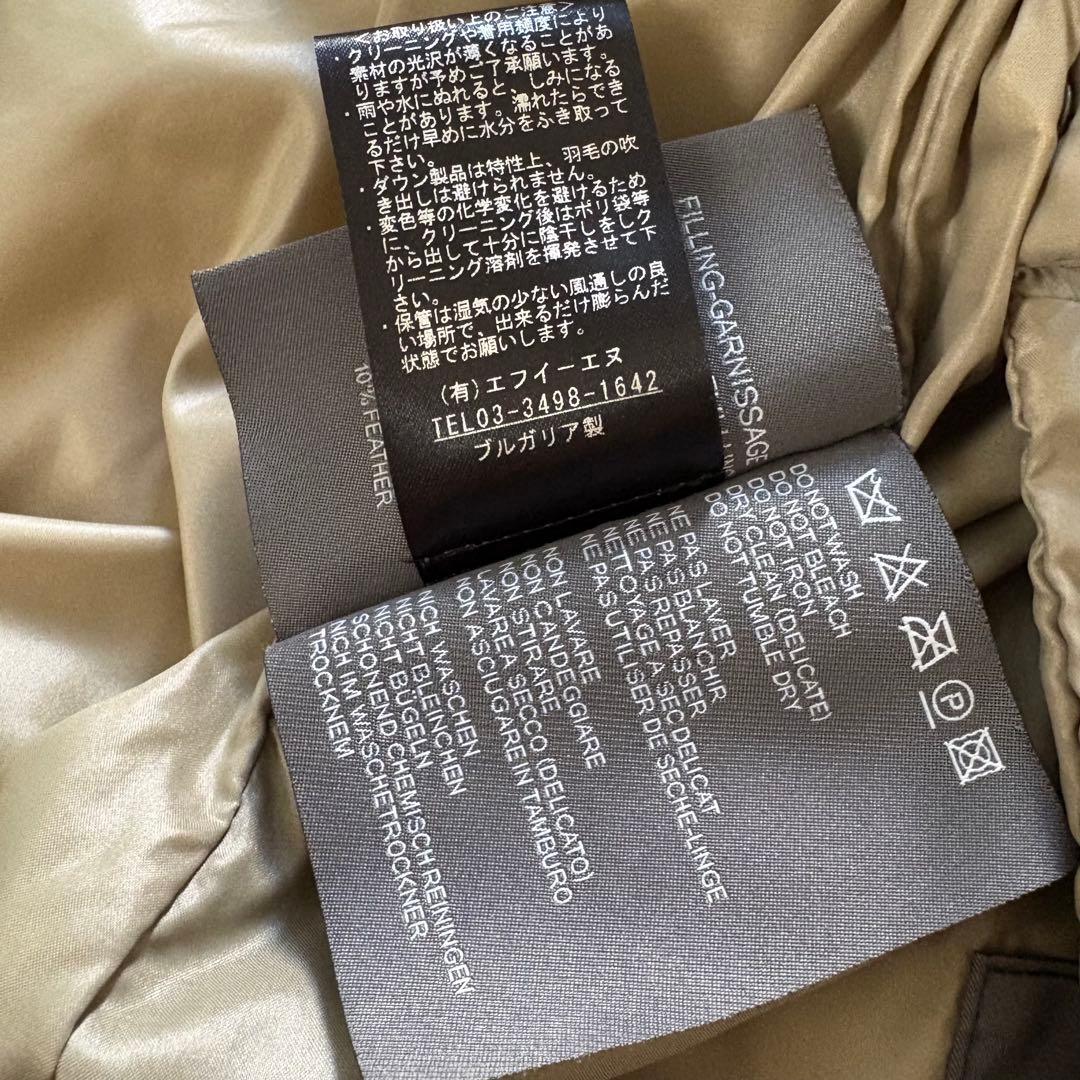 <お取り扱い上のご注意>
・クリーニングや着用頻度により
素材の光沢が薄くなることがあ
りますが予めご了承願います。
・雨や水にぬれると、しみになる
ことがあります。濡れたらでき
るだけ早めに水分をふき取って
下さい。
・ダウン製品は特性上、羽毛の吹
き出しは避けられません。
・変色等の化学変化を避けるため
に、クリーニング後はポリ袋等
から出して十分に陰干しをしク
リーニング溶剤を揮発させて下
さい。
・保管は湿気の少ない風通しの良
い場所で、出来るだけ膨らんだ
状態でお願いします。
(有)エフイーエヌ
TEL03-3498-1642
ブルガリア製
FILLING-GARNISSAGE
10% FEATHER
DO NOT WASH
DO NOT BLEACH
DO NOT IRON
DRY CLEAN (DELICATE)
DO NOT TUMBLE DRY
NE PAS LAVER
NE PAS BLANCHIR
NE PAS REPASSER
NETTOYAGE A SEC DELICAT
NE PAS UTILISER DE SECHE-LINGE
NON LAVARE
NON CANDEGGIARE
NON STIRARE
LAVARE A SECCO (DELICATO)
NON ASCIUGARE IN TAMBURO
NICH WASCHEN
NICHT BLEINCHEN
NICHT BÜGELN
SCHONEND CHEMISCH REININGEN
NICH IM WASCHETROCKNER
TROCKNEM
P